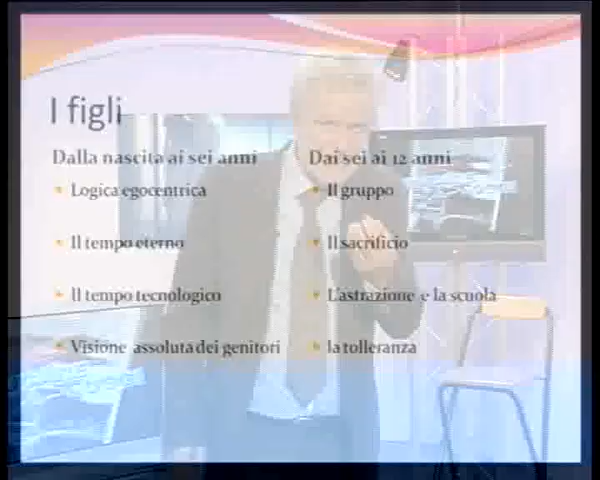 I figli
Dalla nascita ai sei anni
Logica egocentrica
Il tempo eterno
Il tempo tecnologico
Visione assoluta dei genitori
Dai sei ai 12 anni
Il gruppo
Il sacrificio
L'astrazione e la scuola
la tolleranza